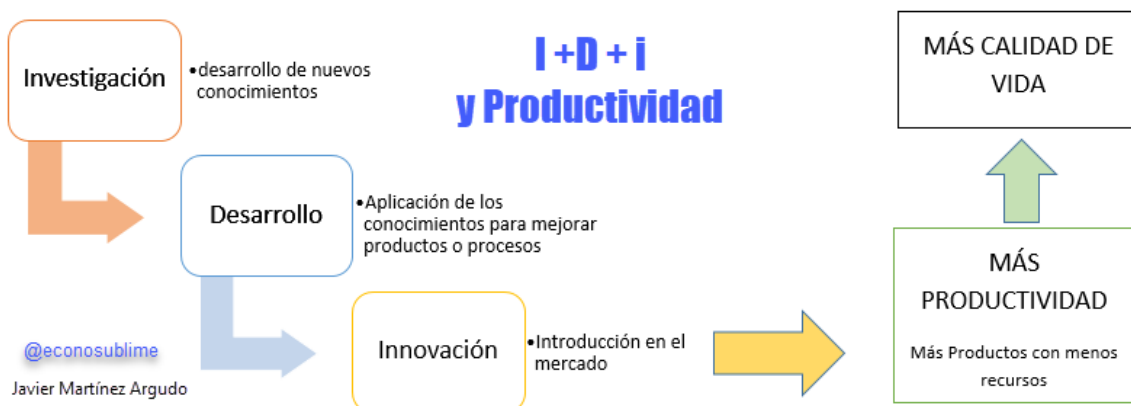 I +D + i
y Productividad
Investigación
•desarrollo de nuevos
conocimientos
Desarrollo
•Aplicación de los
conocimientos para mejorar
productos o procesos
Innovación
•Introducción en el
mercado
MÁS CALIDAD DE
VIDA
MÁS
PRODUCTIVIDAD
Más Productos con menos
recursos
@econosublime
Javier Martínez Argudo